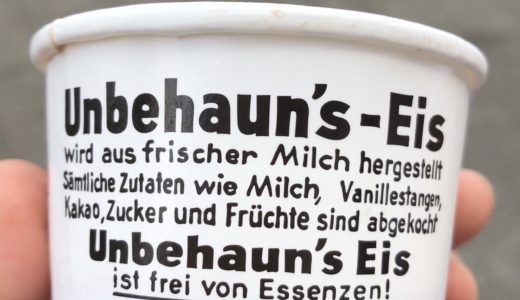 Unbehaun's-Eis
wird aus frischer Milch hergestellt
Sämtliche Zutaten wie Milch, Vanillestangen,
Kakao, Zucker und Früchte sind abgekocht
Unbehaun's Eis
ist frei von Essenzen!